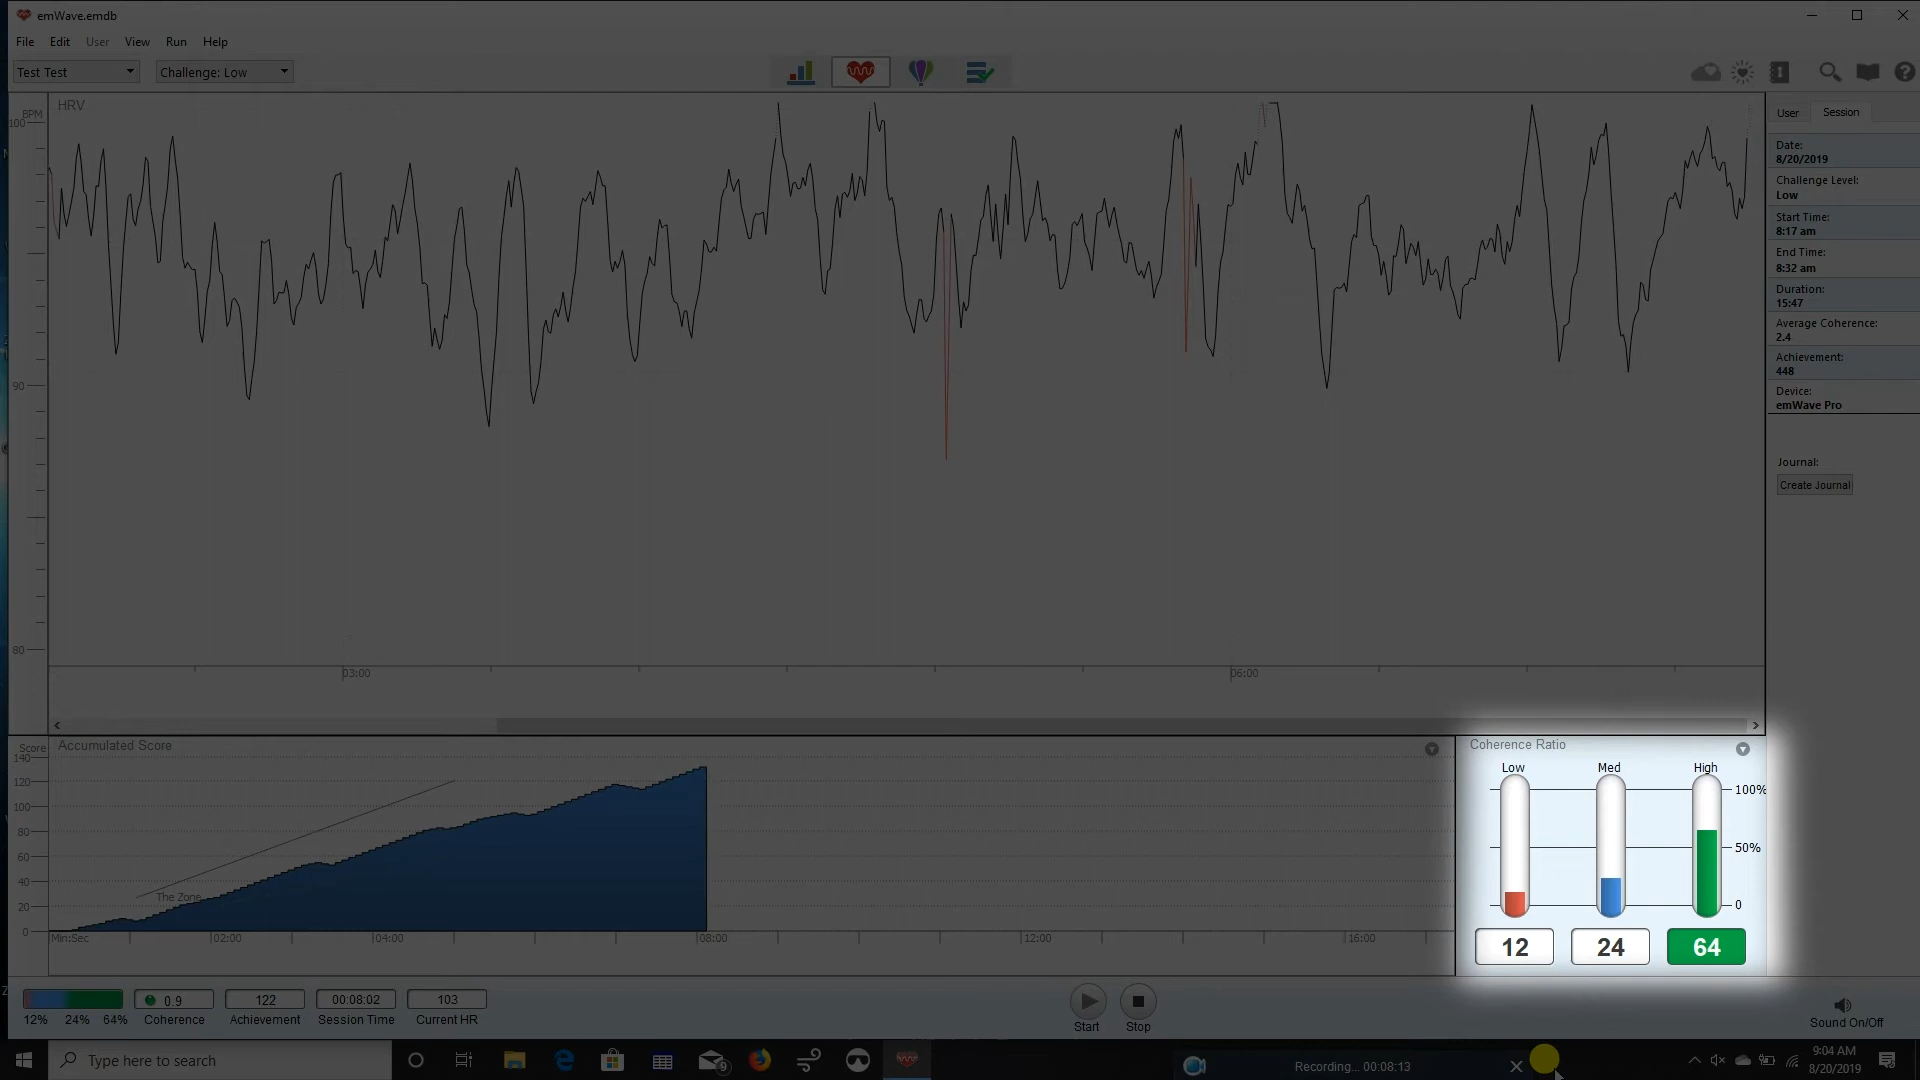 emWave.emdb
File Edit User View Run Help
Test Test Challenge: Low
HRV
BPM
100
90
80
03:00 06:00
User Session
Date:
8/20/2019
Challenge Level:
Low
Start Time:
8:17 am
End Time:
8:32 am
Duration:
15:47
Average Coherence:
2.4
Achievement:
448
Device:
emWave Pro
Journal:
Create Journal
Score Accumulated Score
140
120
100
80
60
40
20
0
The Zone
Min:Sec 02:00 04:00 08:00 12:00 16:00
Coherence Ratio
Low Med High
100%
50%
0
12 24 64
12% 24% 64%
0.9 122 00:08:02 103
Coherence Achievement Session Time Current HR
Start Stop
Sound On/Off
Type here to search
9
Recording... 00:08:13
9:04 AM
8/20/2019